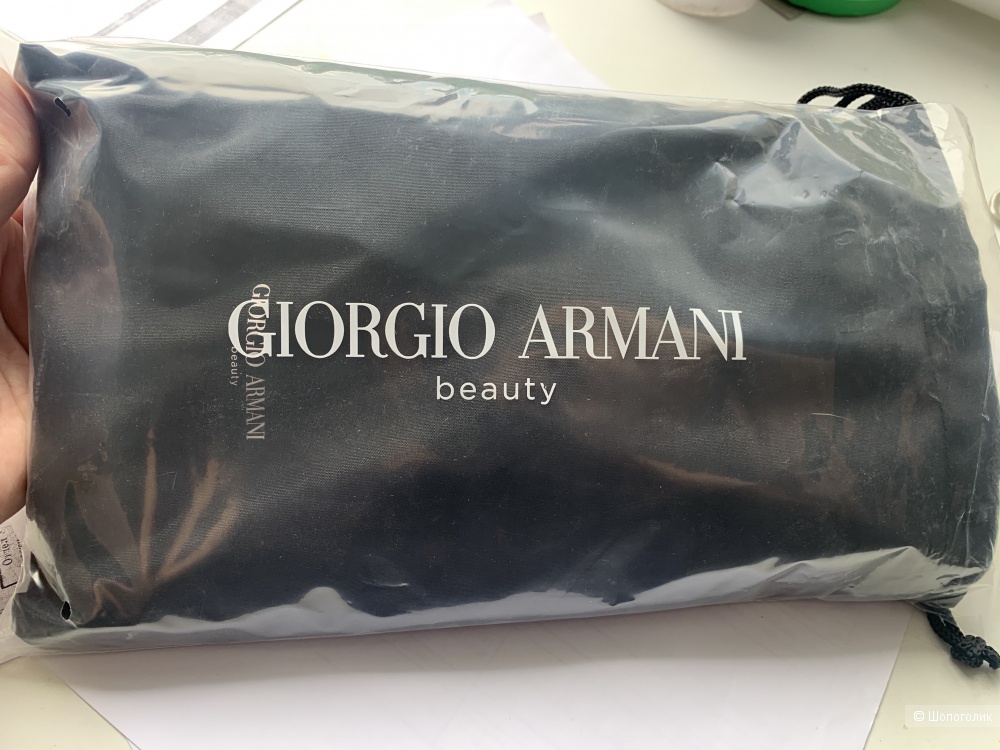 GIORGIO ARMANI
beauty
GIORGIO ARMANI
beauty
© Шопоголик